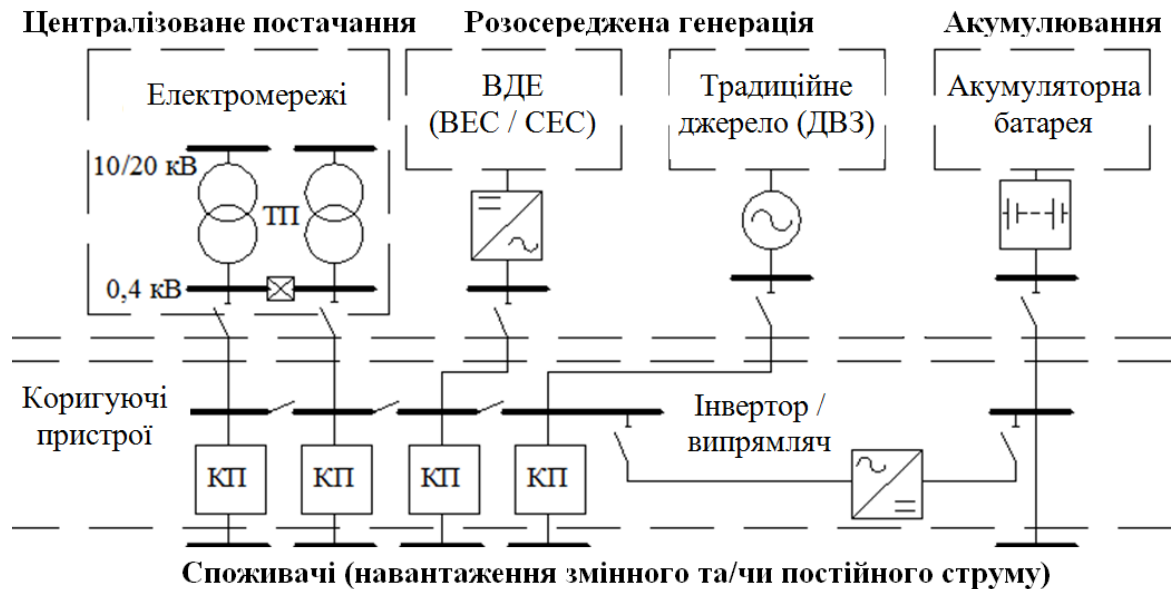 Централізоване постачання
Розосереджена генерація
Акумулювання
Електромережі
10/20 кВ
ТП
0,4 кВ
ВДЕ
(ВЕС / СЕС)
Традиційне
джерело (ДВЗ)
Акумуляторна
батарея
Коригуючі
пристрої
КП
КП
КП
КП
Інвертор /
випрямляч
Споживачі (навантаження змінного та/чи постійного струму)